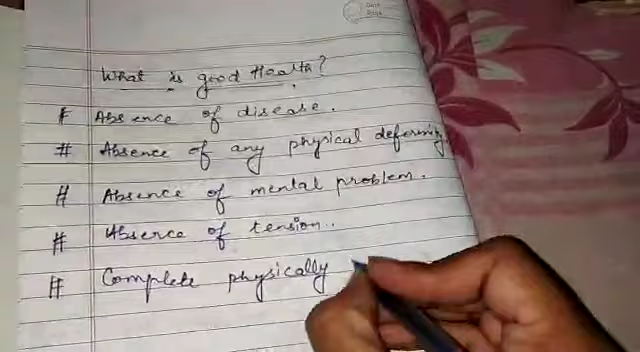 Date
What is good Health?
# Absence of disease.
# Absence of any physical deformity
# Absence of mental problem.
# Absence of tension..
# Complete physically